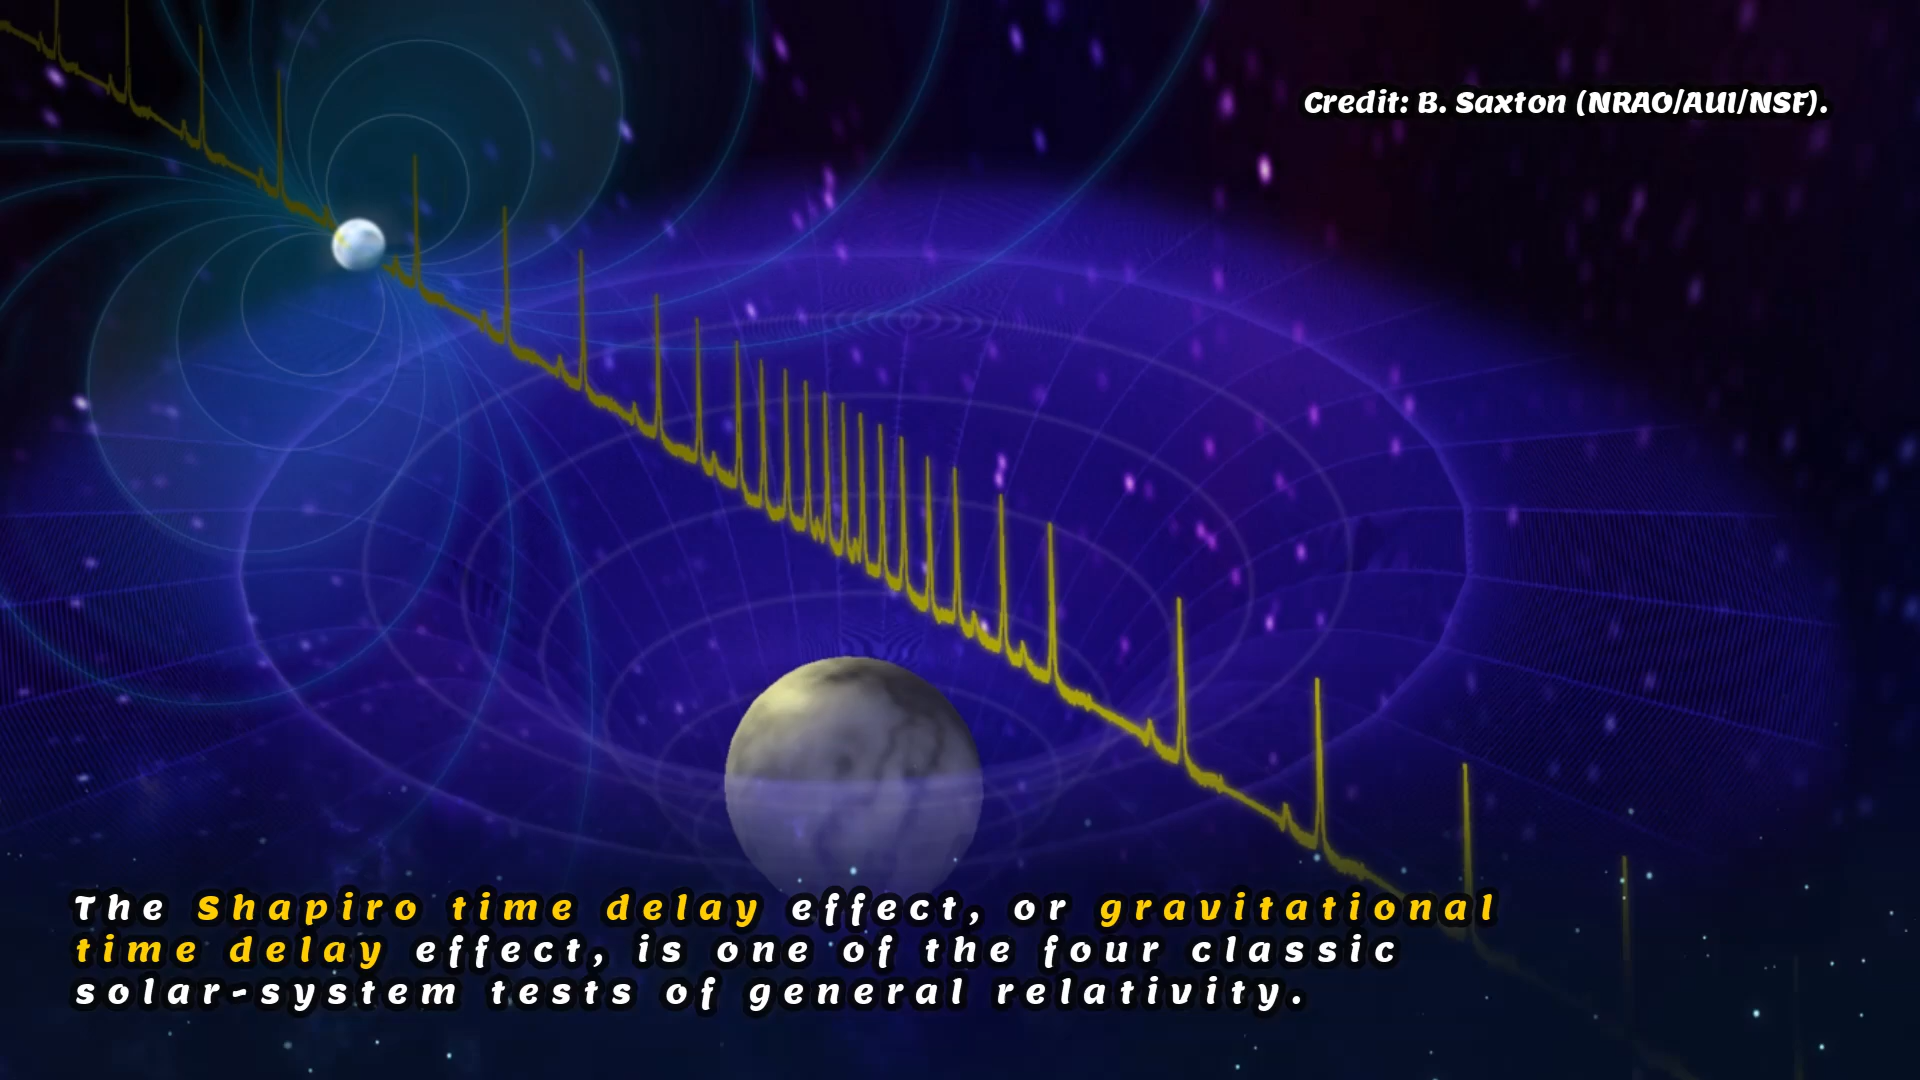 Credit: B. Saxton (NRAO/AUI/NSF).
The Shapiro time delay effect, or gravitational
time delay effect, is one of the four classic
solar-system tests of general relativity.